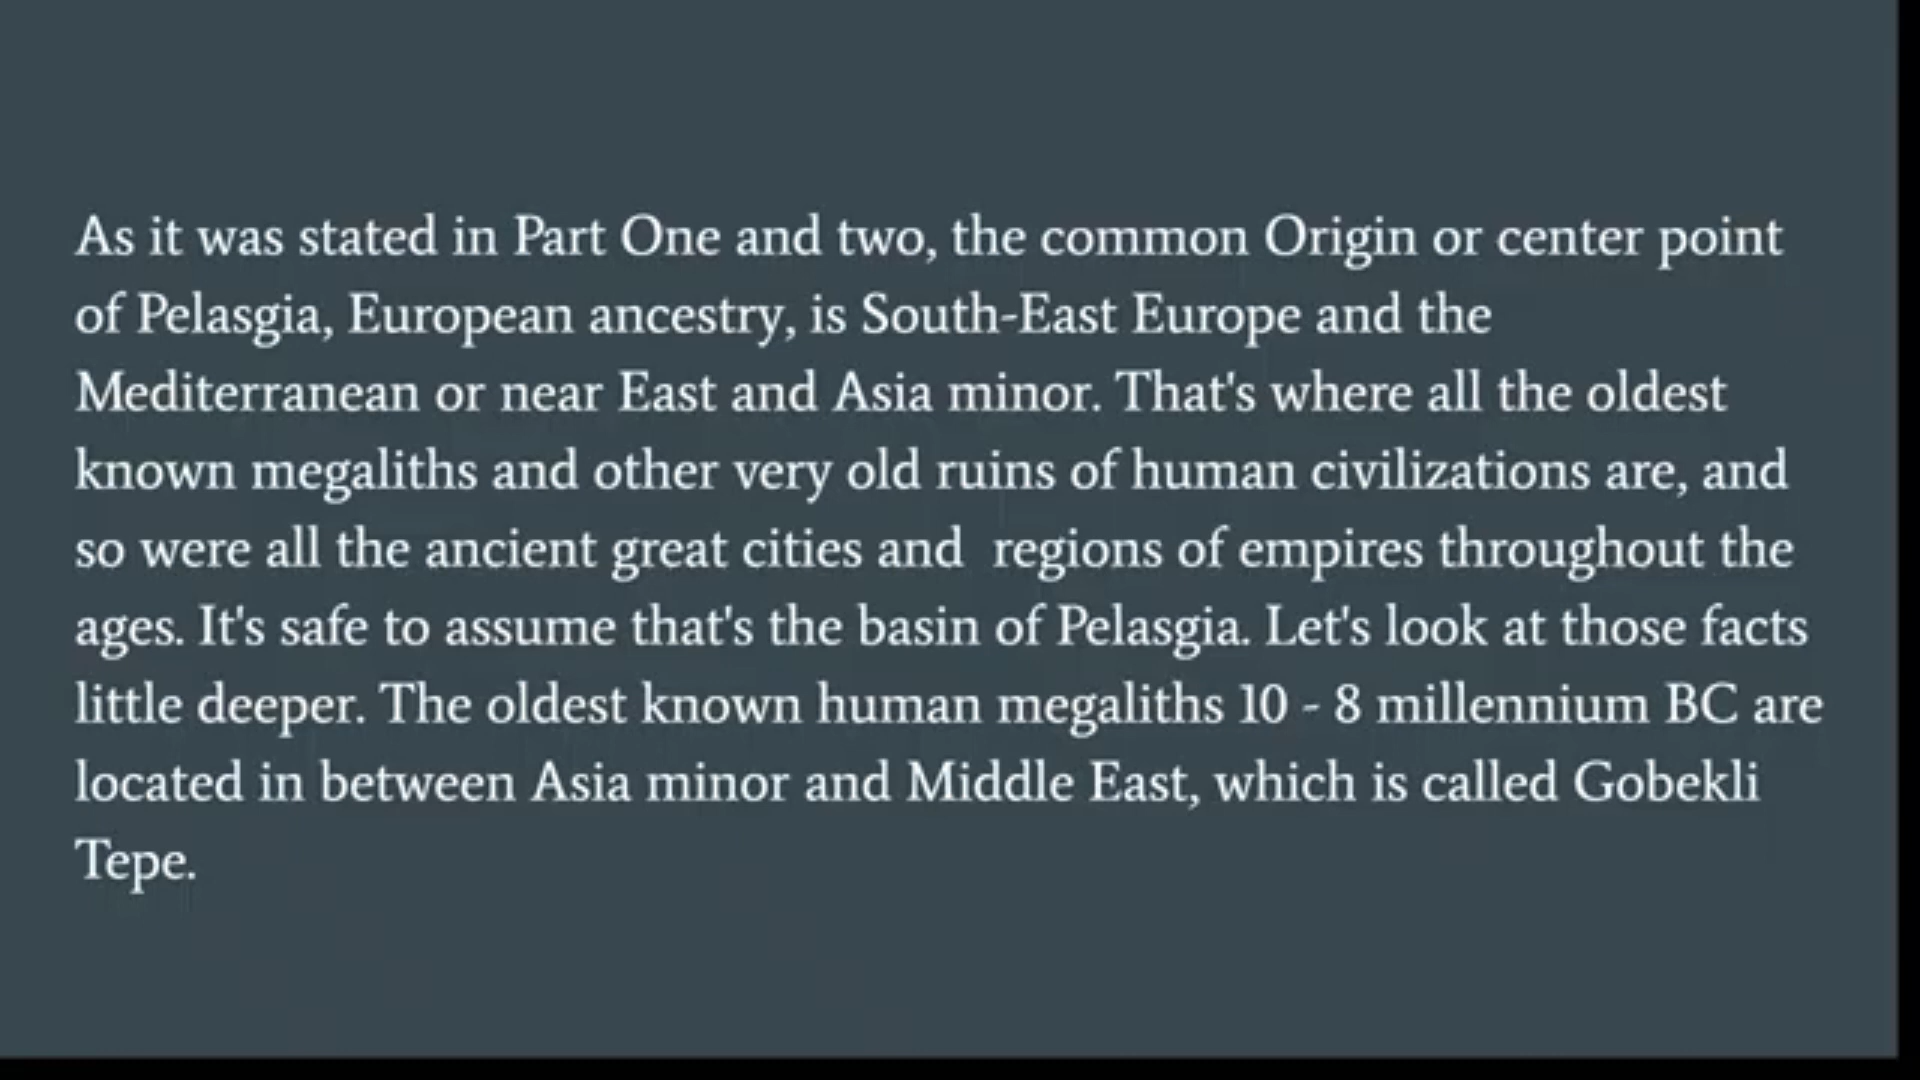 As it was stated in Part One and two, the common Origin or center point
of Pelasgia, European ancestry, is South-East Europe and the
Mediterranean or near East and Asia minor. That's where all the oldest
known megaliths and other very old ruins of human civilizations are, and
so were all the ancient great cities and  regions of empires throughout the
ages. It's safe to assume that's the basin of Pelasgia. Let's look at those facts
little deeper. The oldest known human megaliths 10 - 8 millennium BC are
located in between Asia minor and Middle East, which is called Gobekli
Tepe.